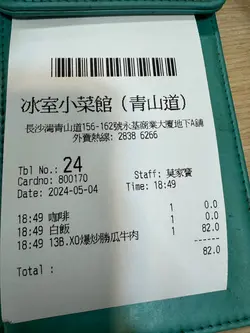 冰室小菜館 (青山道)
長沙灣青山道156-162號永基商業大廈地下A舖
外賣熱線: 2838 6266
Tbl No.: 24
Cardno: 800170 Staff: 莫家寶
Date: 2024-05-04 Time: 18:49
18:49 咖啡 1 0.0
18:49 白飯 1 0.0
18:49 13B.XO爆炒勝瓜牛肉 1 82.0
82.0
Total :